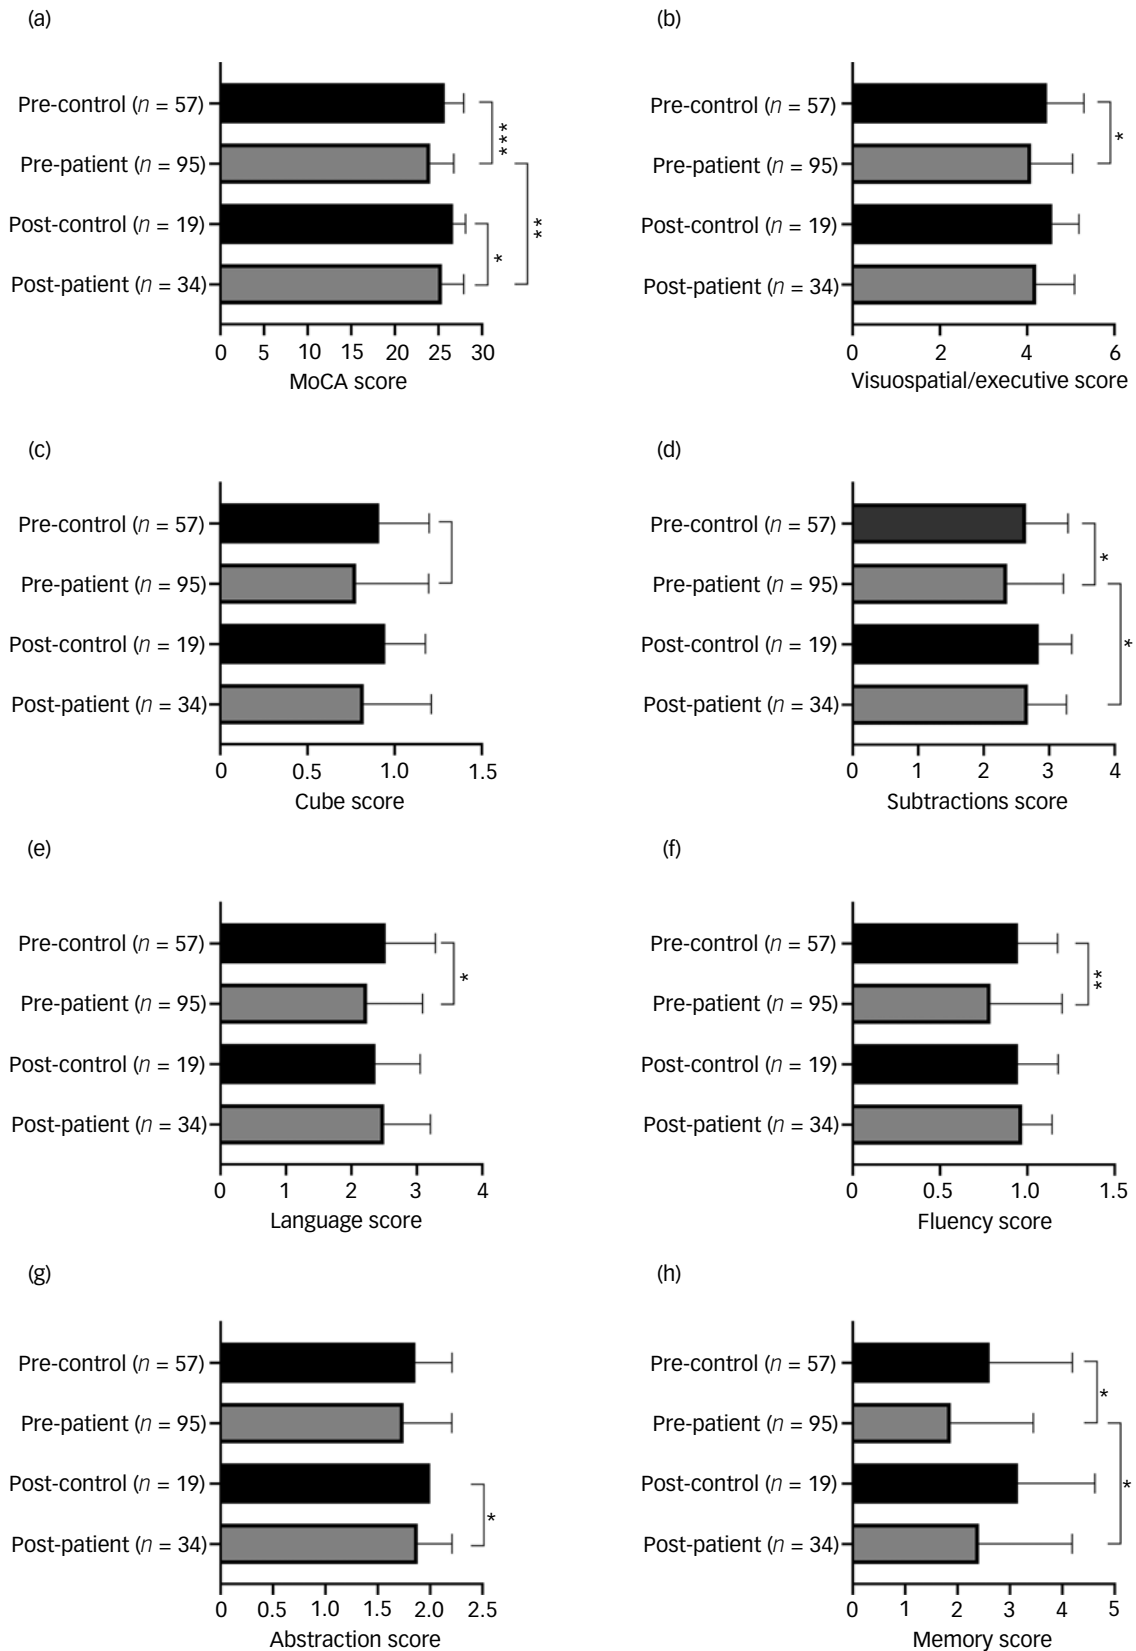 (a)
Pre-control (n = 57)
Pre-patient (n = 95)
Post-control (n = 19)
Post-patient (n = 34)
***
**
*
0 5 10 15 20 25 30
MoCA score
(b)
Pre-control (n = 57)
Pre-patient (n = 95)
Post-control (n = 19)
Post-patient (n = 34)
*
0 2 4 6
Visuospatial/executive score
(c)
Pre-control (n = 57)
Pre-patient (n = 95)
Post-control (n = 19)
Post-patient (n = 34)
0 0.5 1.0 1.5
Cube score
(d)
Pre-control (n = 57)
Pre-patient (n = 95)
Post-control (n = 19)
Post-patient (n = 34)
*
*
0 1 2 3 4
Subtractions score
(e)
Pre-control (n = 57)
Pre-patient (n = 95)
Post-control (n = 19)
Post-patient (n = 34)
*
0 1 2 3 4
Language score
(f)
Pre-control (n = 57)
Pre-patient (n = 95)
Post-control (n = 19)
Post-patient (n = 34)
**
0 0.5 1.0 1.5
Fluency score
(g)
Pre-control (n = 57)
Pre-patient (n = 95)
Post-control (n = 19)
Post-patient (n = 34)
*
0 0.5 1.0 1.5 2.0 2.5
Abstraction score
(h)
Pre-control (n = 57)
Pre-patient (n = 95)
Post-control (n = 19)
Post-patient (n = 34)
*
*
0 1 2 3 4 5
Memory score